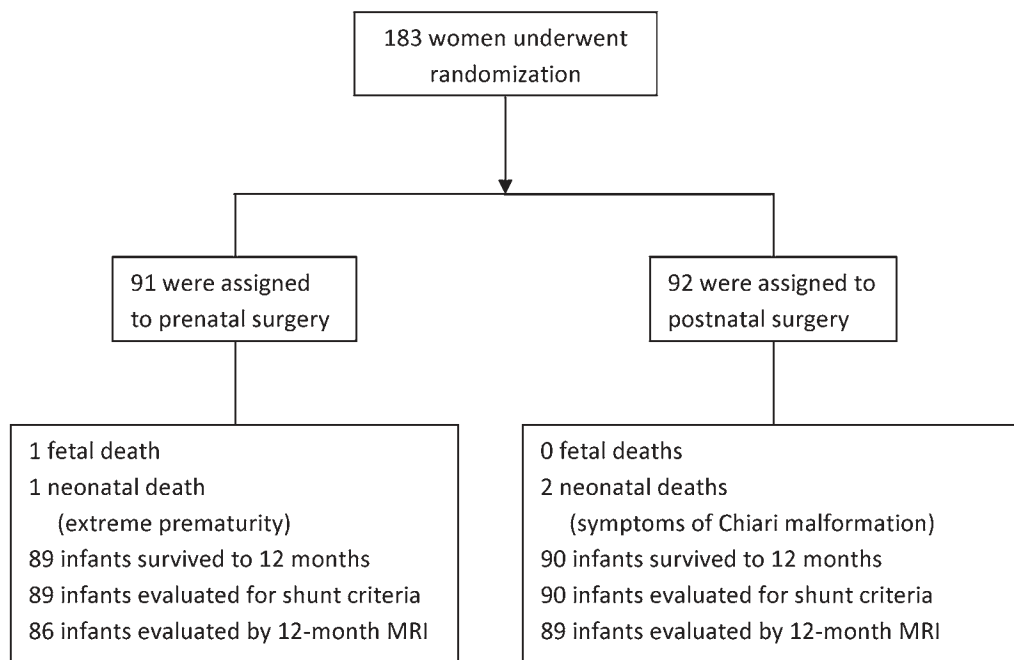 183 women underwent
randomization
91 were assigned
to prenatal surgery
92 were assigned to
postnatal surgery
1 fetal death
1 neonatal death
(extreme prematurity)
89 infants survived to 12 months
89 infants evaluated for shunt criteria
86 infants evaluated by 12-month MRI
0 fetal deaths
2 neonatal deaths
(symptoms of Chiari malformation)
90 infants survived to 12 months
90 infants evaluated for shunt criteria
89 infants evaluated by 12-month MRI